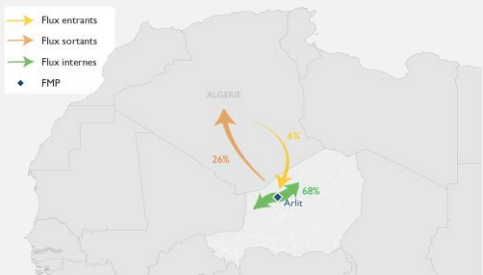 Flux entrants
Flux sortants
Flux internes
FMP
ALGERIE
6%
26%
68%
Arlit